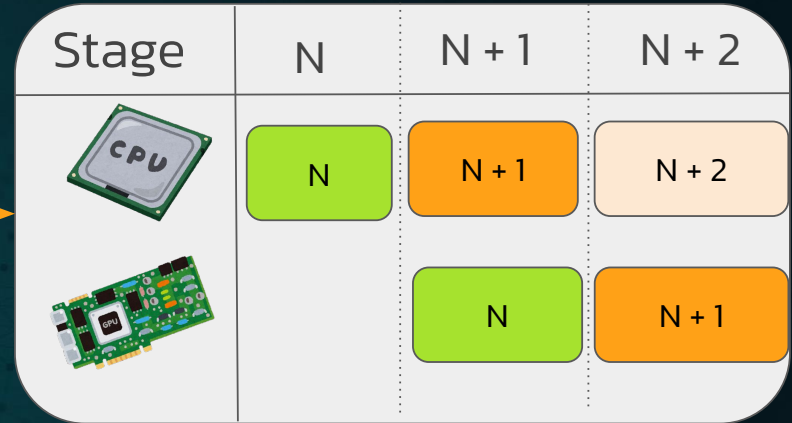 Stage N N + 1 N + 2
CPU
N N + 1 N + 2
GPU
N N + 1